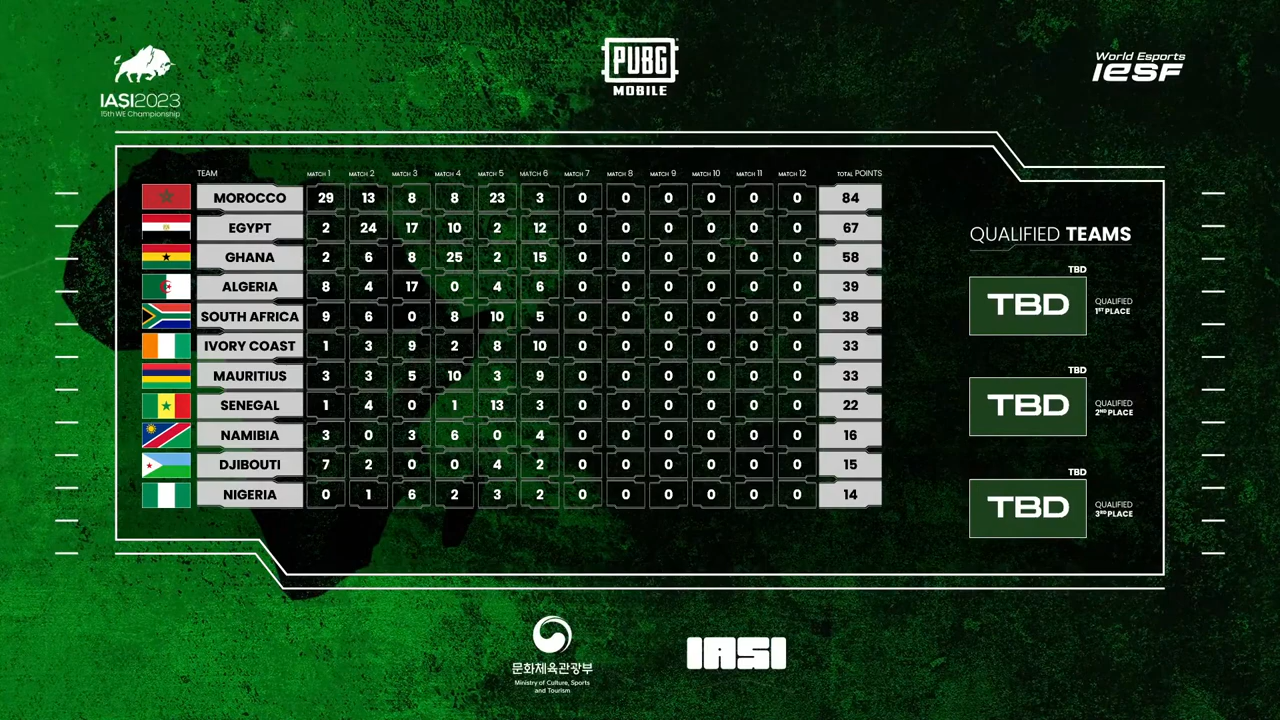 IAȘI2023
15th WE Championship
PUBG
MOBILE
World Esports
IESF
TEAM MATCH 1 MATCH 2 MATCH 3 MATCH 4 MATCH 5 MATCH 6 MATCH 7 MATCH 8 MATCH 9 MATCH 10 MATCH 11 MATCH 12 TOTAL POINTS
MOROCCO 29 13 8 8 23 3 0 0 0 0 0 0 84
EGYPT 2 24 17 10 2 12 0 0 0 0 0 0 67
GHANA 2 6 8 25 2 15 0 0 0 0 0 0 58
ALGERIA 8 4 17 0 4 6 0 0 0 0 0 0 39
SOUTH AFRICA 9 6 0 8 10 5 0 0 0 0 0 0 38
IVORY COAST 1 3 9 2 8 10 0 0 0 0 0 0 33
MAURITIUS 3 3 5 10 3 9 0 0 0 0 0 0 33
SENEGAL 1 4 0 1 13 3 0 0 0 0 0 0 22
NAMIBIA 3 0 3 6 0 4 0 0 0 0 0 0 16
DJIBOUTI 7 2 0 0 4 2 0 0 0 0 0 0 15
NIGERIA 0 1 6 2 3 2 0 0 0 0 0 0 14
QUALIFIED TEAMS
TBD
TBD
QUALIFIED
1ST PLACE
TBD
TBD
QUALIFIED
2ND PLACE
TBD
TBD
QUALIFIED
3RD PLACE
문화체육관광부
Ministry of Culture, Sports
and Tourism
IASI